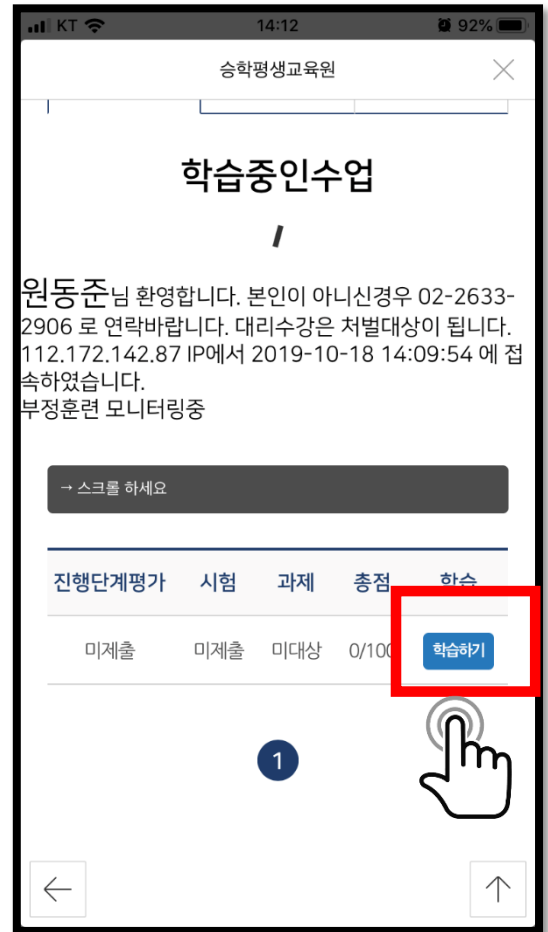 KT 14:12 92%
승학평생교육원
학습중인수업
원동준님 환영합니다. 본인이 아니신경우 02-2633-
2906 로 연락바랍니다. 대리수강은 처벌대상이 됩니다.
112.172.142.87 IP에서 2019-10-18 14:09:54 에 접
속하였습니다.
부정훈련 모니터링중
→ 스크롤 하세요
진행단계평가 시험 과제 총점 학습
미제출 미제출 미대상 0/100 학습하기
1